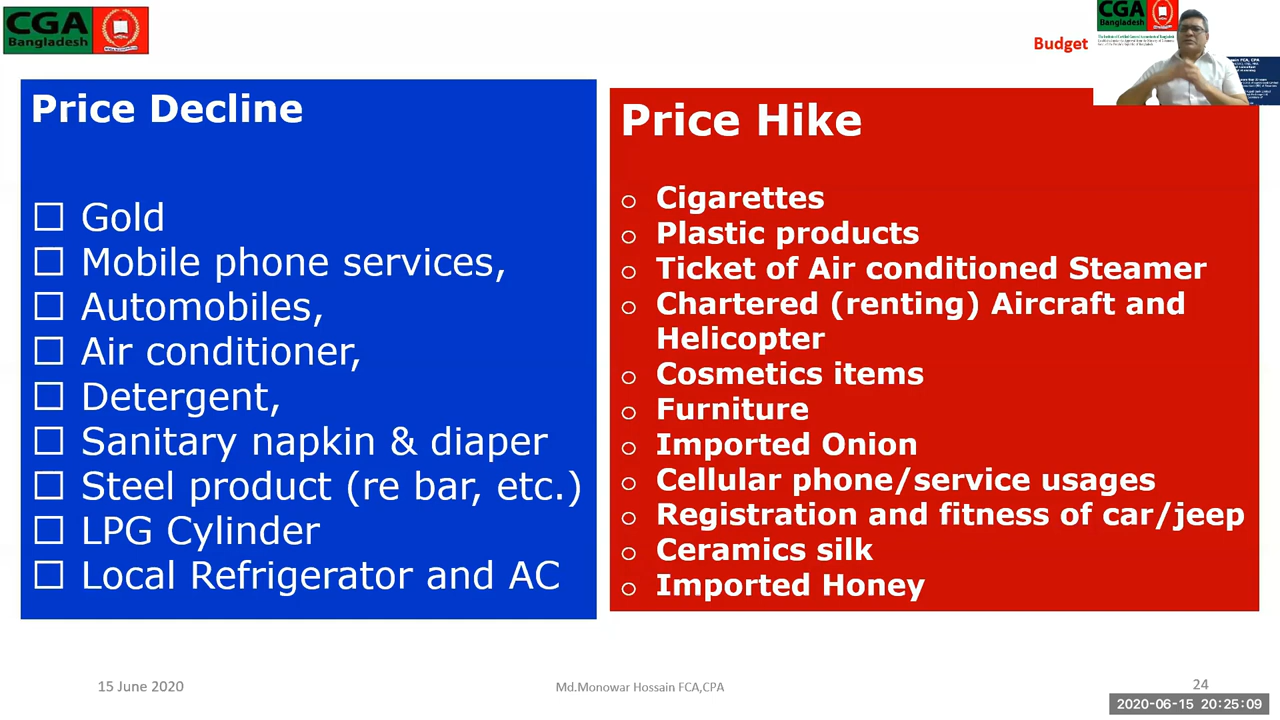 CGA
Bangladesh
Budget
CGA
Bangladesh
Price Decline
Gold
Mobile phone services,
Automobiles,
Air conditioner,
Detergent,
Sanitary napkin & diaper
Steel product (re bar, etc.)
LPG Cylinder
Local Refrigerator and AC
Price Hike
Cigarettes
Plastic products
Ticket of Air conditioned Steamer
Chartered (renting) Aircraft and
Helicopter
Cosmetics items
Furniture
Imported Onion
Cellular phone/service usages
Registration and fitness of car/jeep
Ceramics silk
Imported Honey
15 June 2020
Md.Monowar Hossain FCA,CPA
24
2020-06-15 20:25:09